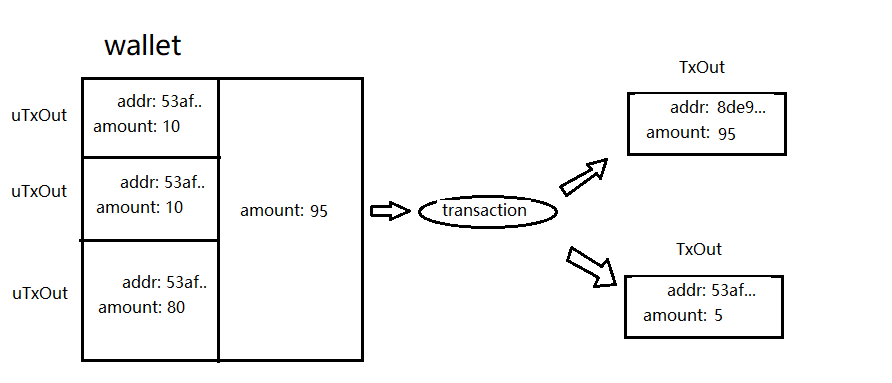 wallet
uTxOut
addr: 53af..
amount: 10
uTxOut
addr: 53af..
amount: 10
uTxOut
addr: 53af..
amount: 80
amount: 95
transaction
TxOut
addr: 8de9...
amount: 95
TxOut
addr: 53af...
amount: 5